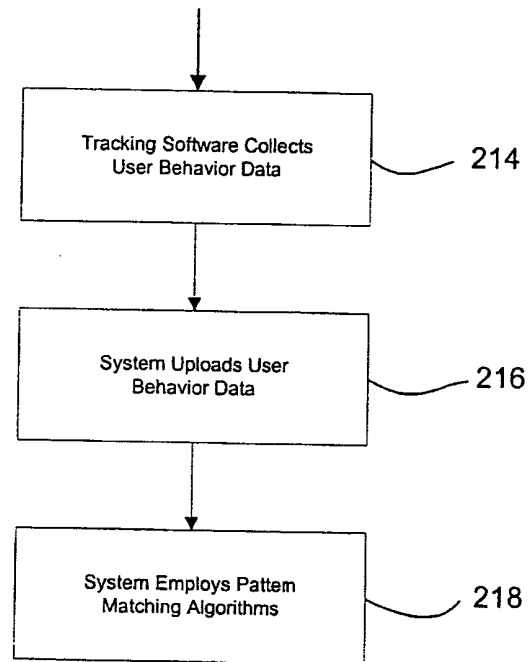 Tracking Software Collects
User Behavior Data
214
System Uploads User
Behavior Data
216
System Employs Pattern
Matching Algorithms
218